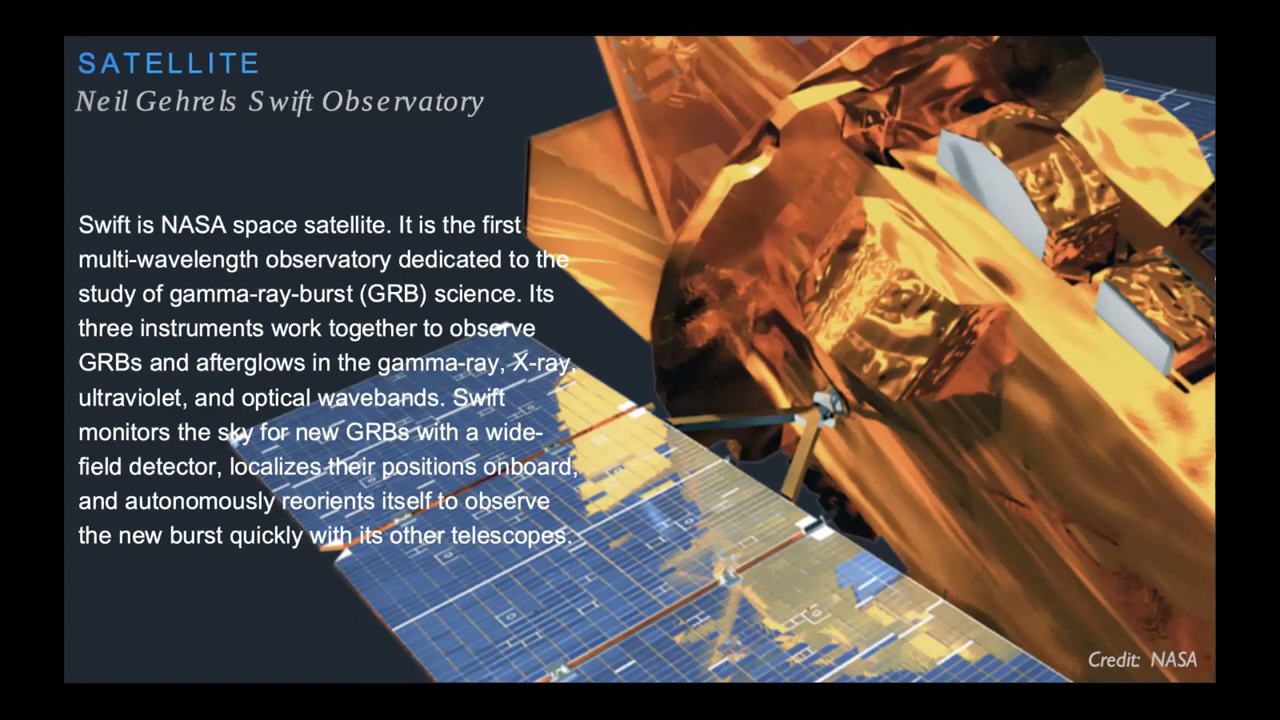 SATELLITE
Neil Gehrels Swift Observatory
Swift is NASA space satellite. It is the first
multi-wavelength observatory dedicated to the
study of gamma-ray-burst (GRB) science. Its
three instruments work together to observe
GRBs and afterglows in the gamma-ray, X-ray,
ultraviolet, and optical wavebands. Swift
monitors the sky for new GRBs with a wide-
field detector, localizes their positions onboard,
and autonomously reorients itself to observe
the new burst quickly with its other telescopes.
Credit: NASA